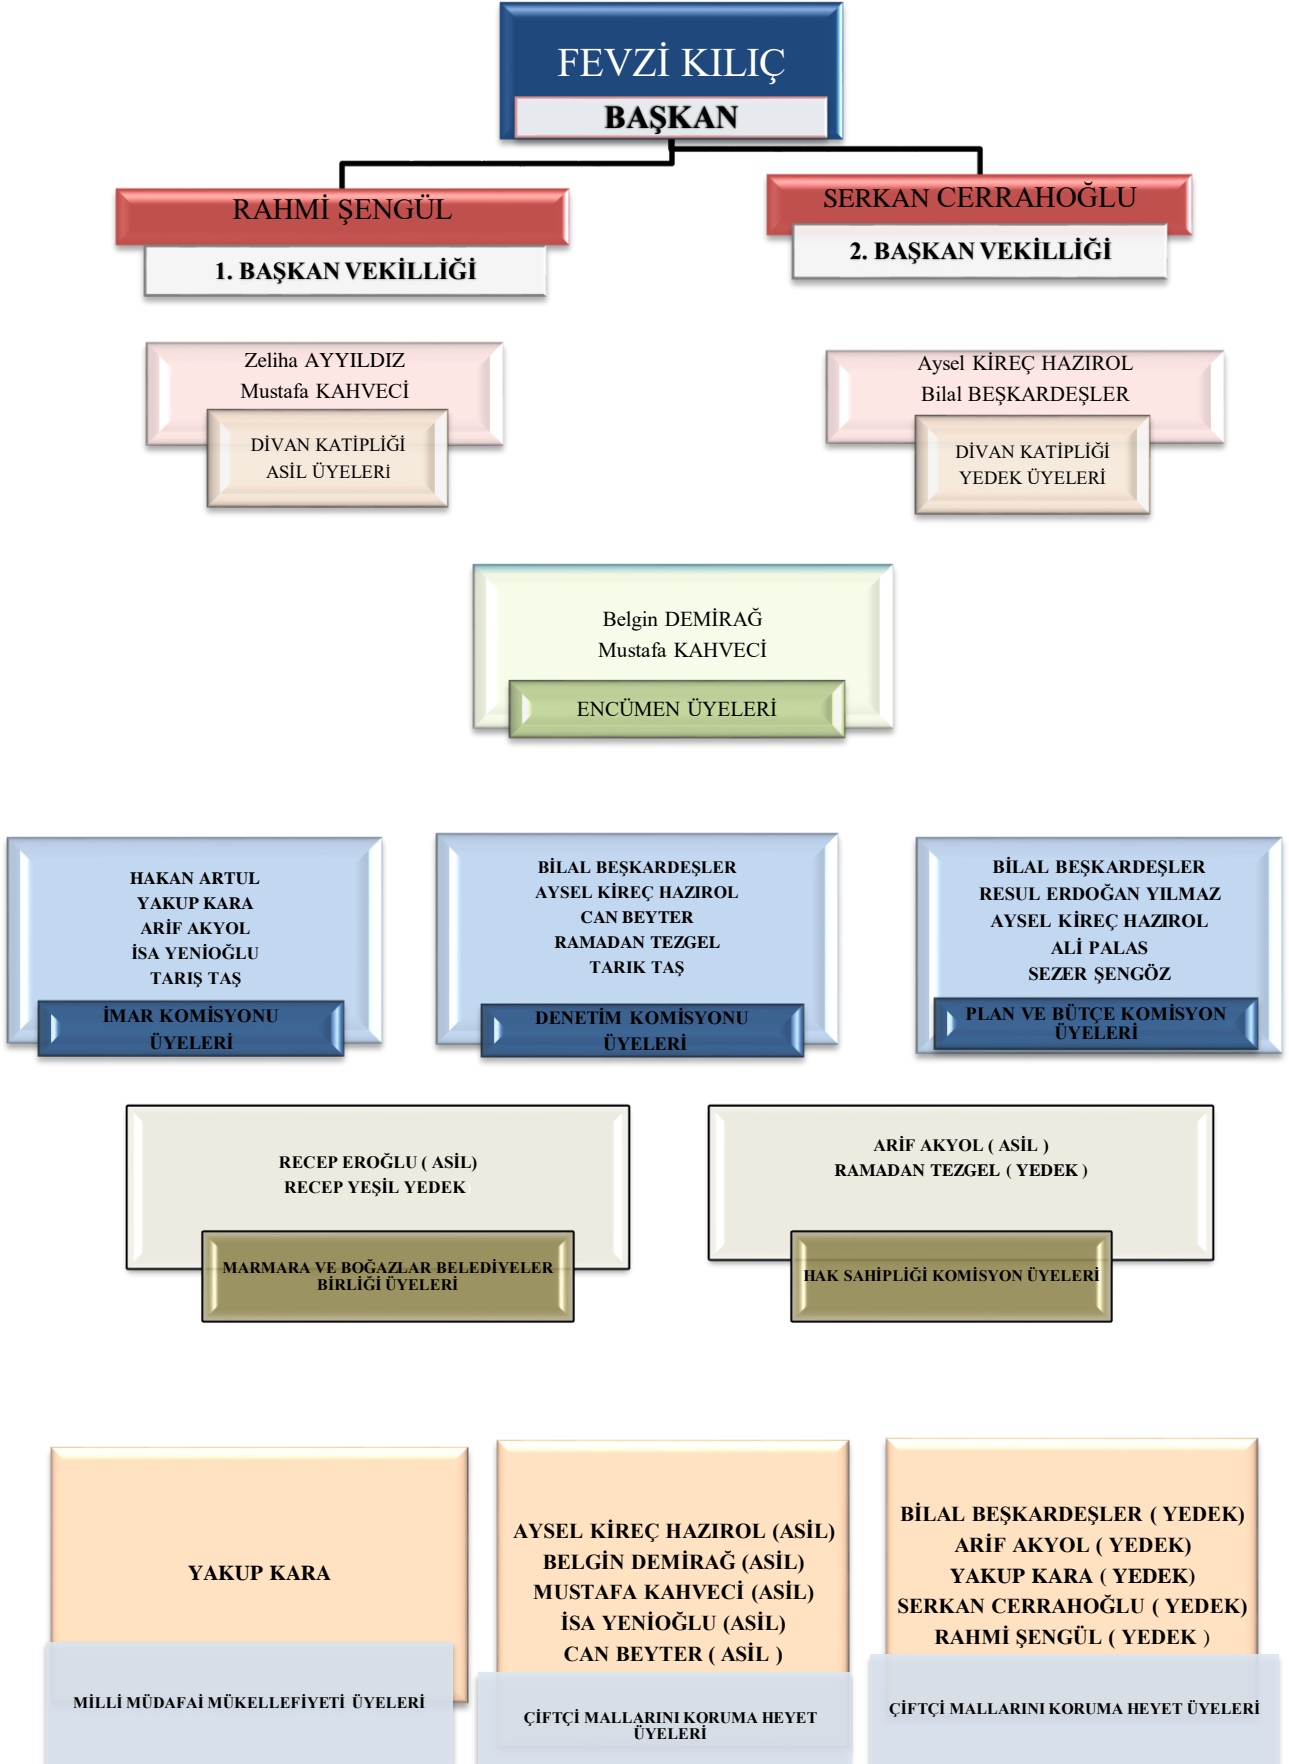 FEVZİ KILIÇ
BAŞKAN
RAHMİ ŞENGÜL
1. BAŞKAN VEKİLLİĞİ
SERKAN CERRAHOĞLU
2. BAŞKAN VEKİLLİĞİ
Zeliha AYYILDIZ
Mustafa KAHVECİ
DİVAN KATİPLİĞİ
ASİL ÜYELERİ
Aysel KİREÇ HAZIROL
Bilal BEŞKARDEŞLER
DİVAN KATİPLİĞİ
YEDEK ÜYELERİ
Belgin DEMİRAĞ
Mustafa KAHVECİ
ENCÜMEN ÜYELERİ
HAKAN ARTUL
YAKUP KARA
ARİF AKYOL
İSA YENİOĞLU
TARIŞ TAŞ
İMAR KOMİSYONU
ÜYELERİ
BİLAL BEŞKARDEŞLER
AYSEL KİREÇ HAZIROL
CAN BEYTER
RAMADAN TEZGEL
TARIK TAŞ
DENETİM KOMİSYONU
ÜYELERİ
BİLAL BEŞKARDEŞLER
RESUL ERDOĞAN YILMAZ
AYSEL KİREÇ HAZIROL
ALİ PALAS
SEZER ŞENGÖZ
PLAN VE BÜTÇE KOMİSYON
ÜYELERİ
RECEP EROĞLU ( ASİL)
RECEP YEŞİL YEDEK
MARMARA VE BOĞAZLAR BELEDİYELER
BİRLİĞİ ÜYELERİ
ARİF AKYOL ( ASİL )
RAMADAN TEZGEL ( YEDEK )
HAK SAHİPLİĞİ KOMİSYON ÜYELERİ
YAKUP KARA
MİLLİ MÜDAFAİ MÜKELLEFİYETİ ÜYELERİ
AYSEL KİREÇ HAZIROL (ASİL)
BELGİN DEMİRAĞ (ASİL)
MUSTAFA KAHVECİ (ASİL)
İSA YENİOĞLU (ASİL)
CAN BEYTER ( ASİL )
ÇİFTÇİ MALLARINI KORUMA HEYET
ÜYELERİ
BİLAL BEŞKARDEŞLER ( YEDEK)
ARİF AKYOL ( YEDEK)
YAKUP KARA ( YEDEK)
SERKAN CERRAHOĞLU ( YEDEK)
RAHMİ ŞENGÜL ( YEDEK )
ÇİFTÇİ MALLARINI KORUMA HEYET ÜYELERİ